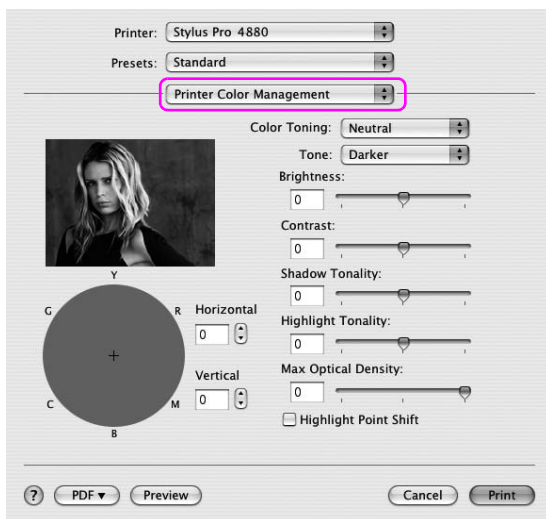 Printer: Stylus Pro 4880
Presets: Standard
Printer Color Management
Color Toning: Neutral
Tone: Darker
Brightness:
0
Contrast:
0
Shadow Tonality:
0
Highlight Tonality:
0
Max Optical Density:
0
Highlight Point Shift
Y
G R
C M
B
Horizontal
0
Vertical
0
? PDF▼ Preview Cancel Print